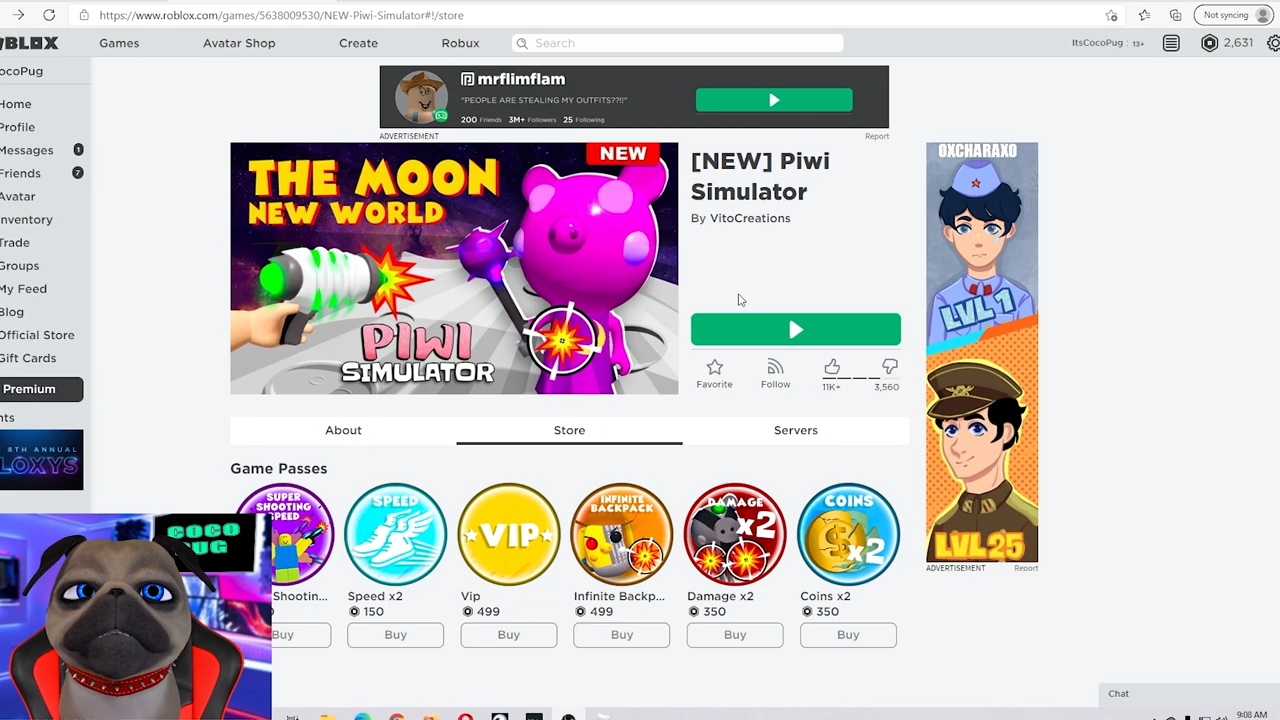 https://www.roblox.com/games/5638009530/NEW-Piwi-Simulator#!/store
Not syncing
BLOX
Games
Avatar Shop
Create
Robux
Search
ItsCocoPug : 13+
2,631
ocoPug
Home
Profile
Messages
1
Friends
7
Avatar
nventory
Trade
Groups
My Feed
Blog
Official Store
Gift Cards
Premium
nts
8TH ANNUAL
LOXYS
mrflimflam
"PEOPLE ARE STEALING MY OUTFITS??!!"
200 Friends 3M+ Followers 25 Following
ADVERTISEMENT
Report
THE MOON
NEW WORLD
NEW
PIWI
SIMULATOR
[NEW] Piwi
Simulator
By VitoCreations
Favorite
Follow
11K+
3,560
About
Store
Servers
Game Passes
SUPER
SHOOTING
SPEED
SPEED
VIP
INFINITE
BACKPACK
DAMAGE
x2
COINS
x2
Shootin...
Speed x2
Vip
Infinite Backp...
Damage x2
Coins x2
0
150
499
499
350
350
Buy
Buy
Buy
Buy
Buy
Buy
OXCHARAXO
LVL 1
LVL 25
ADVERTISEMENT
Report
COCO
PUG
Chat
9:08 AM